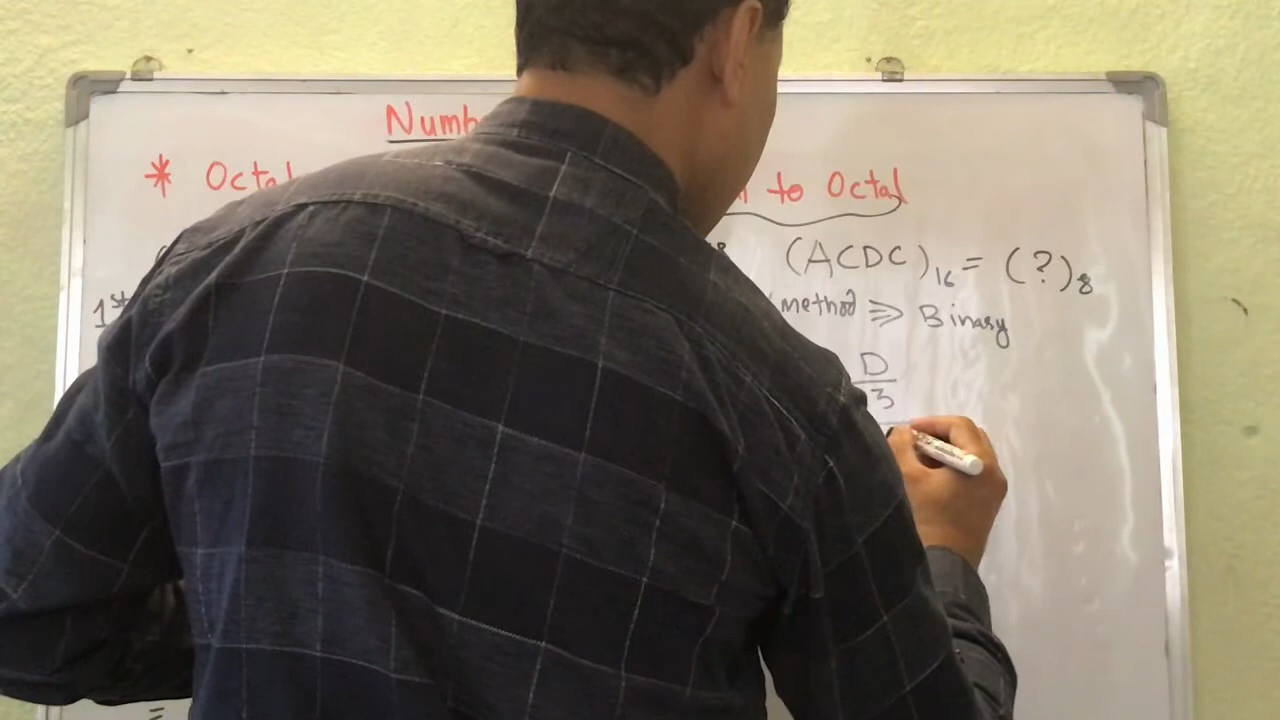 Numb
* Octal to Octal
(ACDC)16 = (?)8
1st method ⇒ Binary
D
3
=